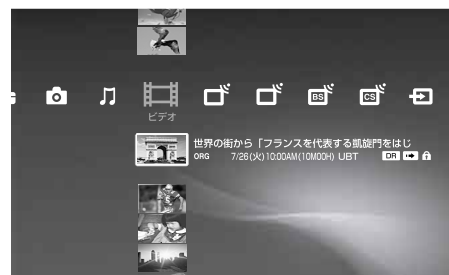 BS
CS
ビデオ
世界の街から「フランスを代表する凱旋門をはじ
ORG 7/26(火)10:00AM(10M00H) UBT DR